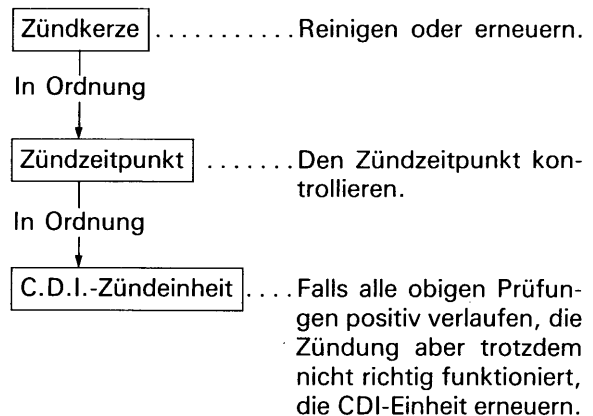 Zündkerze ........... Reinigen oder erneuern.
In Ordnung
Zündzeitpunkt ....... Den Zündzeitpunkt kon-
trollieren.
In Ordnung
C.D.I.-Zündeinheit .... Falls alle obigen Prüfun-
gen positiv verlaufen, die
Zündung aber trotzdem
nicht richtig funktioniert,
die CDI-Einheit erneuern.